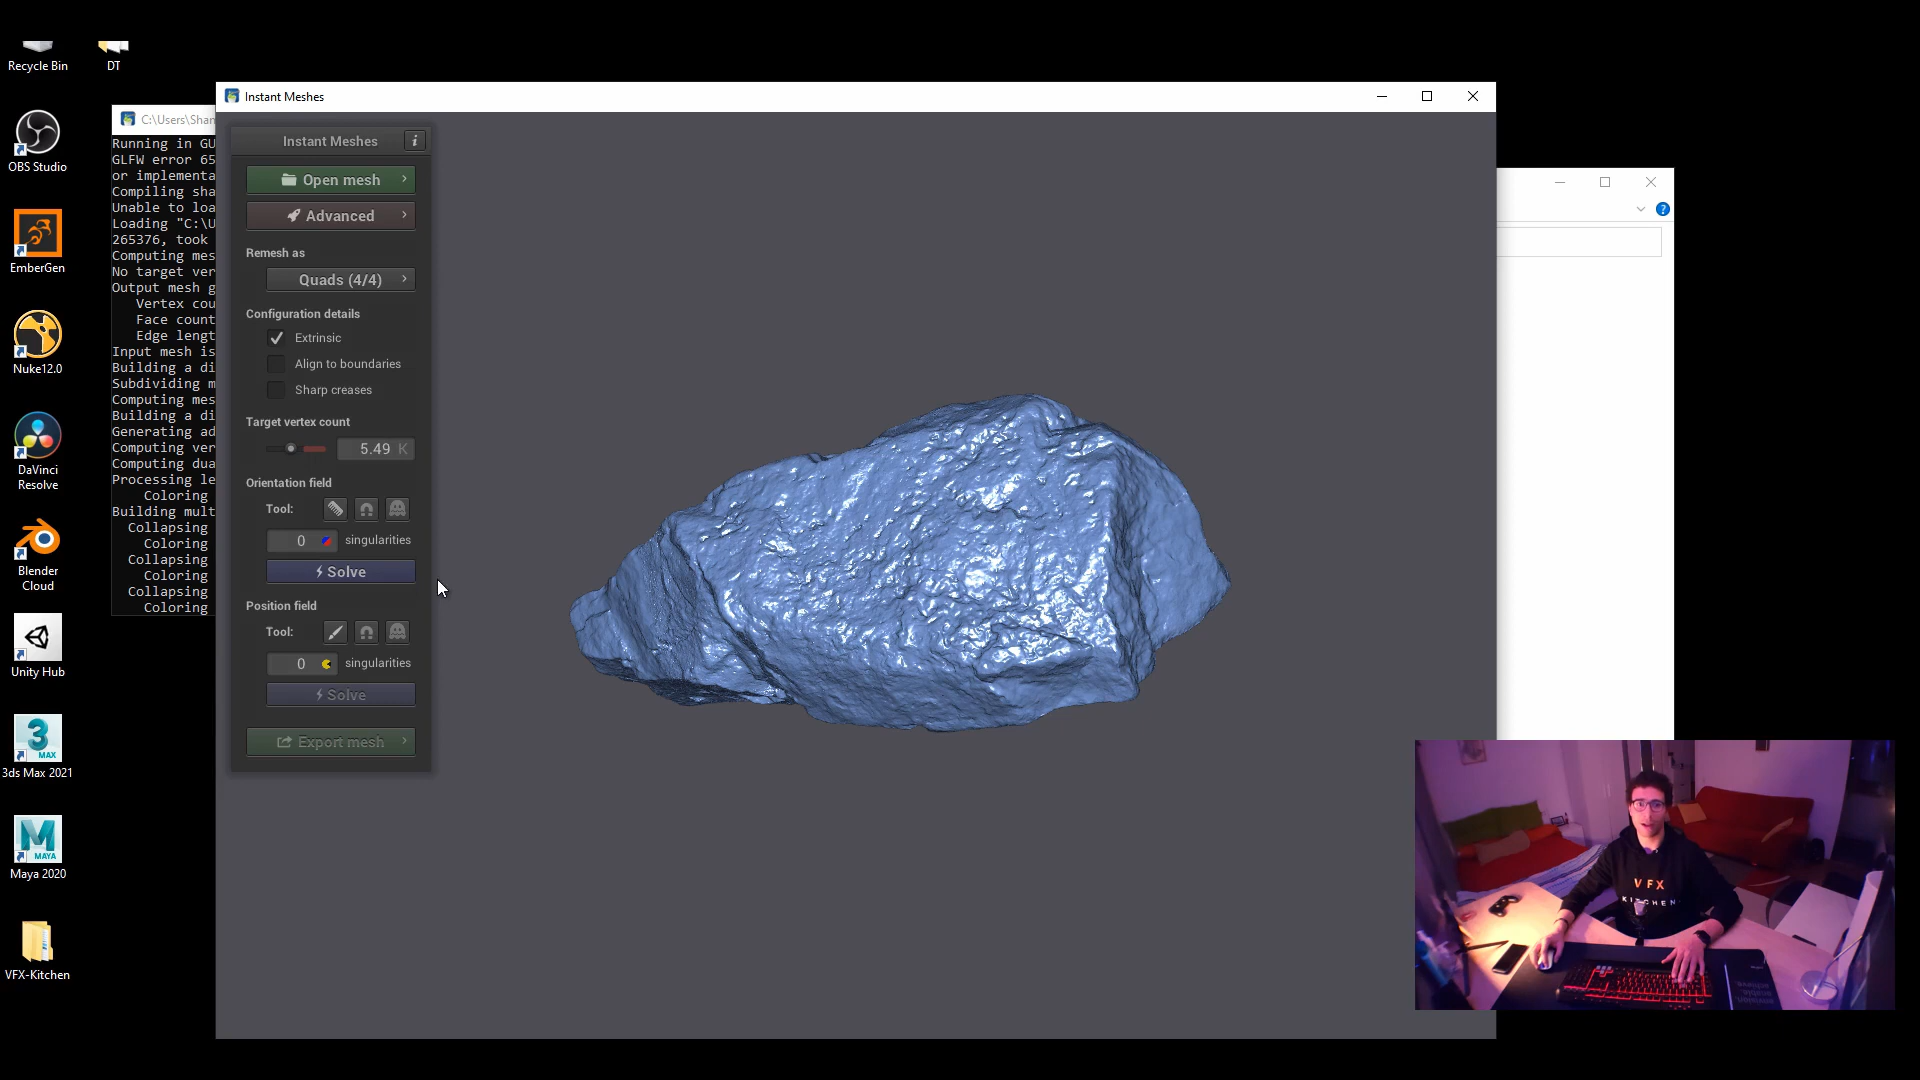 Recycle Bin
DT
OBS Studio
EmberGen
Nuke12.0
DaVinci
Resolve
Blender
Cloud
Unity Hub
3
MAX
3ds Max 2021
MAYA
Maya 2020
VFX-Kitchen
C:\Users\Shan
Running in GU
GLFW error 65
or implementa
Compiling sha
Unable to loa
Loading "C:\U
265376, took
Computing mes
No target ver
Output mesh g
Vertex cou
Face count
Edge lengt
Input mesh is
Building a di
Subdividing m
Computing mes
Building a di
Generating ad
Computing ver
Computing dua
Processing le
Coloring
Building mult
Collapsing
Coloring
Collapsing
Coloring
Collapsing
Coloring
Instant Meshes
Instant Meshes
i
Open mesh
Advanced
Remesh as
Quads (4/4)
Configuration details
Extrinsic
Align to boundaries
Sharp creases
Target vertex count
5.49 K
Orientation field
Tool:
0 singularities
Solve
Position field
Tool:
0 singularities
Solve
Export mesh
?
VFX
KITCHEN